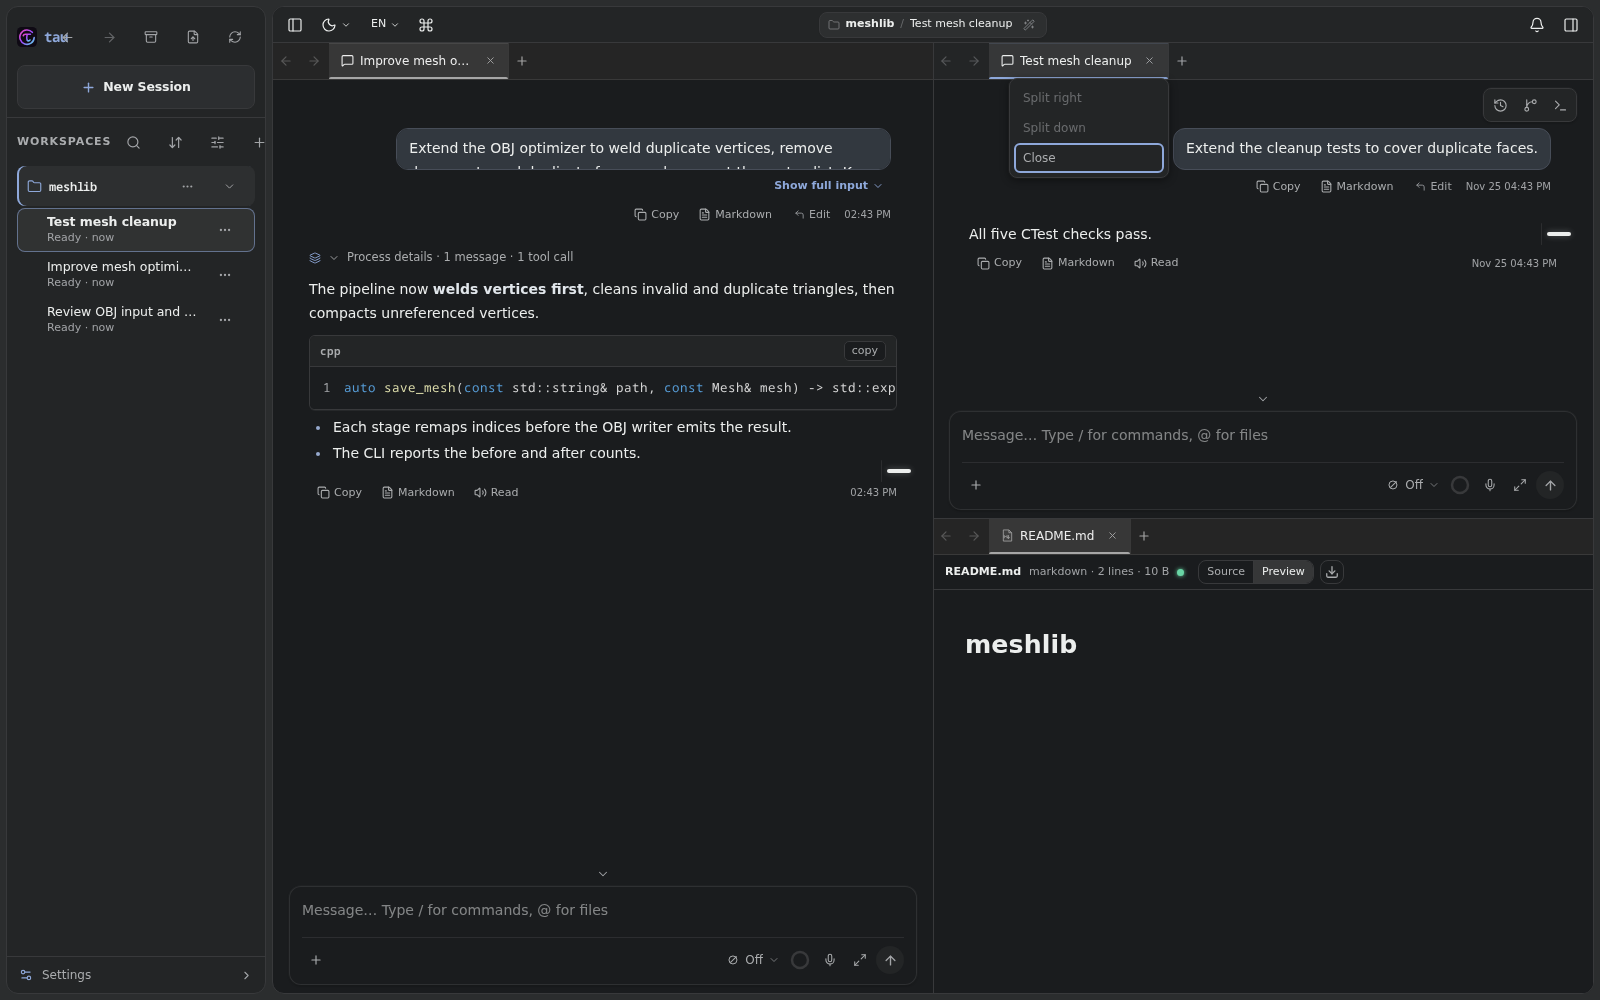 tau
New Session
WORKSPACES
meshlib
Test mesh cleanup
Ready · now
Improve mesh optimi...
Ready · now
Review OBJ input and ...
Ready · now
Settings
EN
meshlib / Test mesh cleanup
Improve mesh o...
Extend the OBJ optimizer to weld duplicate vertices, remove
Show full input
Copy Markdown Edit 02:43 PM
Process details · 1 message · 1 tool call
The pipeline now welds vertices first, cleans invalid and duplicate triangles, then
compacts unreferenced vertices.
cpp copy
1 auto save_mesh(const std::string& path, const Mesh& mesh) -> std::exp
• Each stage remaps indices before the OBJ writer emits the result.
• The CLI reports the before and after counts.
Copy Markdown Read 02:43 PM
Message... Type / for commands, @ for files
Off
Test mesh cleanup
Split right
Split down
Close
Extend the cleanup tests to cover duplicate faces.
Copy Markdown Edit Nov 25 04:43 PM
All five CTest checks pass.
Copy Markdown Read Nov 25 04:43 PM
Message... Type / for commands, @ for files
Off
README.md
README.md markdown · 2 lines · 10 B Source Preview
meshlib